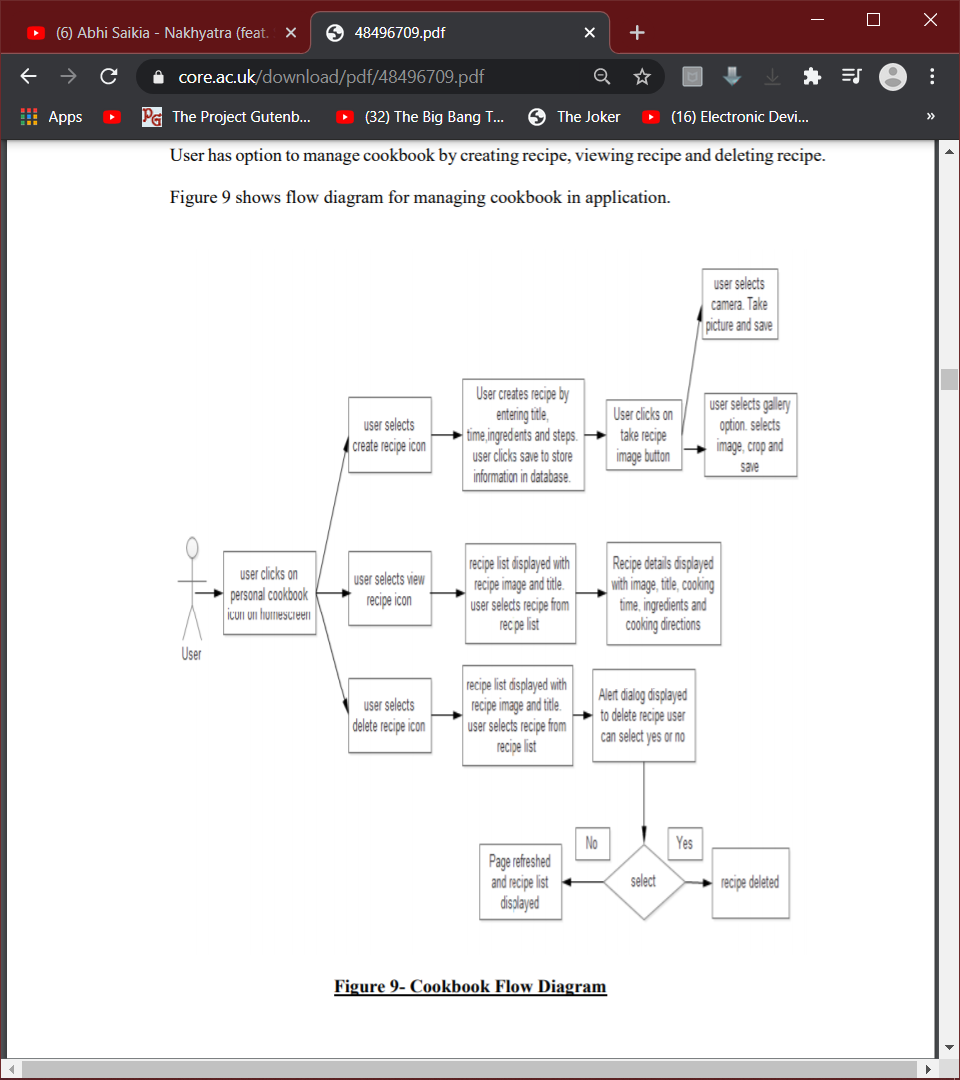 (6) Abhi Saikia - Nakhyatra (feat.
48496709.pdf
core.ac.uk/download/pdf/48496709.pdf
Apps
PG
The Project Gutenb...
(32) The Big Bang T...
The Joker
(16) Electronic Devi...
»
User has option to manage cookbook by creating recipe, viewing recipe and deleting recipe.
Figure 9 shows flow diagram for managing cookbook in application.
user selects
camera. Take
picture and save
user selects
create recipe icon
User creates recipe by
entering title,
time,ingredients and steps.
user clicks save to store
information in database.
User clicks on
take recipe
image button
user selects gallery
option. selects
image, crop and
save
User
user clicks on
personal cookbook
icon on homescreen
user selects view
recipe icon
recipe list displayed with
recipe image and title.
user selects recipe from
recipe list
Recipe details displayed
with image, title, cooking
time, ingredients and
cooking directions
user selects
delete recipe icon
recipe list displayed with
recipe image and title.
user selects recipe from
recipe list
Alert dialog displayed
to delete recipe user
can select yes or no
No
Yes
select
Page refreshed
and recipe list
displayed
recipe deleted
Figure 9- Cookbook Flow Diagram